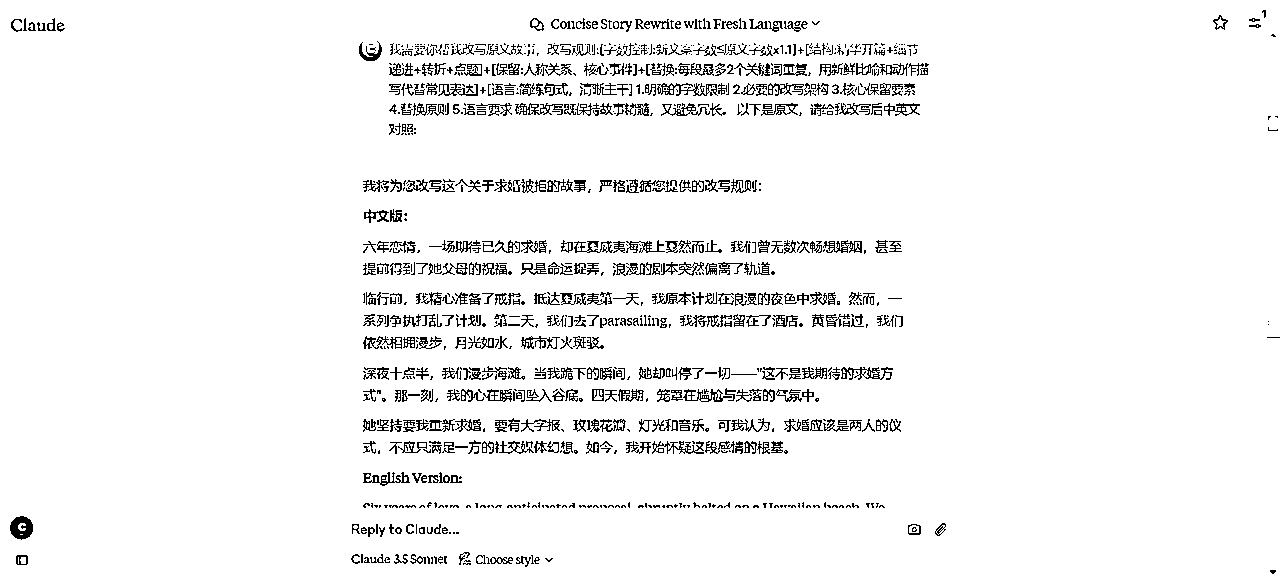 Claude
Concise Story Rewrite with Fresh Language
1
我需要你帮我改写原文故事，改写规则:[字数控制:新文案字数≤原文字数x1.1]+[结构:精华开篇+细节
递进+转折+点题]+[保留:人称关系、核心事件]+[替换:每段最多2个关键词重复，用新鲜比喻和动作描
写代替常见表达]+[语言:简练句式，清晰主干] 1.明确的字数限制 2.必要的改写架构 3.核心保留要素
4.替换原则 5.语言要求 确保改写既保持故事精髓，又避免冗长。 以下是原文，请给我改写后中英文
对照:
我将为您改写这个关于求婚被拒的故事，严格遵循您提供的改写规则：
中文版：
六年恋情，一场期待已久的求婚，却在夏威夷海滩上戛然而止。我们曾无数次畅想婚姻，甚至
提前得到了她父母的祝福。只是命运捉弄，浪漫的剧本突然偏离了轨道。
临行前，我精心准备了戒指。抵达夏威夷第一天，我原本计划在浪漫的夜色中求婚。然而，一
系列争执打乱了计划。第二天，我们去了parasailing，我将戒指留在了酒店。黄昏错过，我们
依然相拥漫步，月光如水，城市灯火斑驳。
深夜十点半，我们漫步海滩。当我跪下的瞬间，她却叫停了一切——"这不是我期待的求婚方
式"。那一刻，我的心在瞬间坠入谷底。四天假期，笼罩在尴尬与失落的气氛中。
她坚持要我重新求婚，要有大字报、玫瑰花瓣、灯光和音乐。可我认为，求婚应该是两人的仪
式，不应只满足一方的社交媒体幻想。如今，我开始怀疑这段感情的根基。
English Version:
Six years of love, a long-anticipated proposal, abruptly halted on a Hawaiian beach. We
Reply to Claude...
Claude 3.5 Sonnet
Choose style